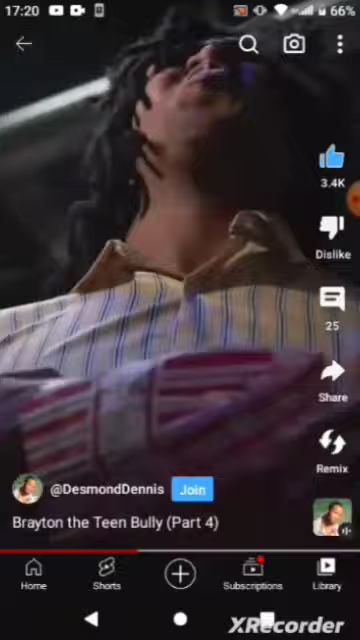 17:20
66%
3.4K
Dislike
25
Share
Remix
@DesmondDennis
Join
Brayton the Teen Bully (Part 4)
Home
Shorts
Subscriptions
Library
XRecorder